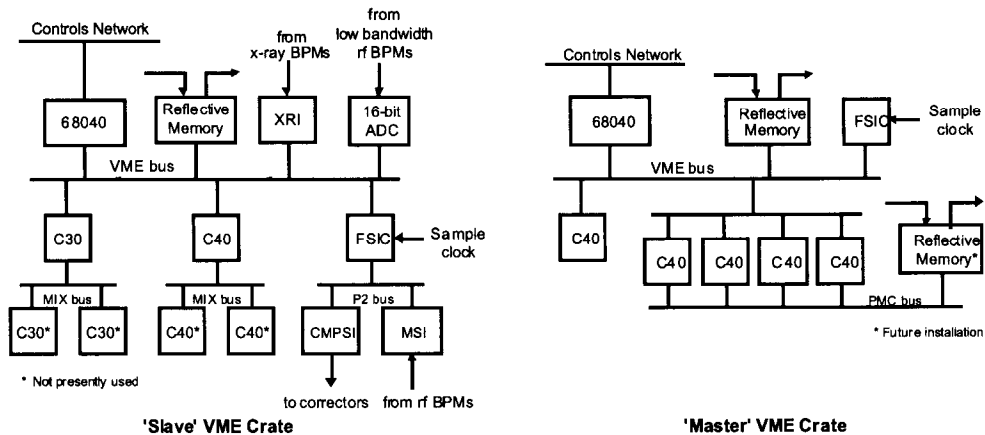 Controls Network
from
x-ray BPMs
from
low bandwidth
rf BPMs
68040
Reflective
Memory
XRI
16-bit
ADC
VME bus
C30
C40
FSIC
Sample
clock
MIX bus
MIX bus
P2 bus
C30*
C30*
C40*
C40*
CMPSI
MSI
* Not presently used
to correctors
from rf BPMs
'Slave' VME Crate
Controls Network
68040
Reflective
Memory
FSIC
Sample
clock
VME bus
C40
C40
C40
C40
C40
Reflective
Memory*
PMC bus
* Future installation
'Master' VME Crate